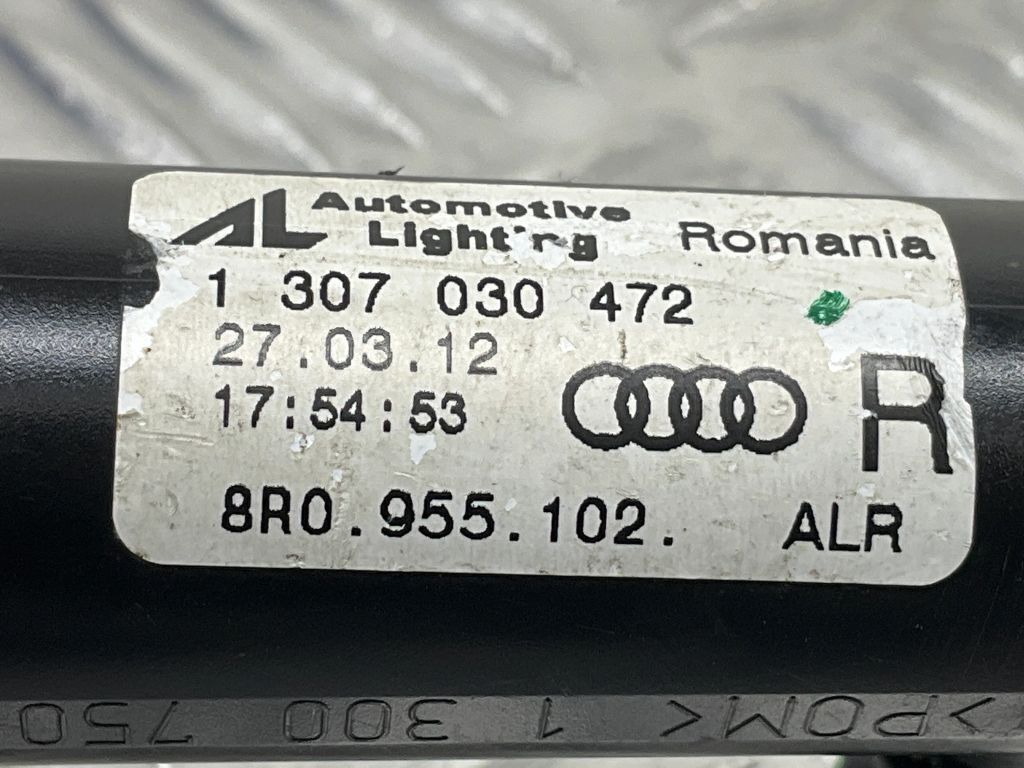 AL Automotive Lighting Romania
1 307 030 472
27.03.12
17:54:53
R
8R0.955.102. ALR
>POM< 1 300 750